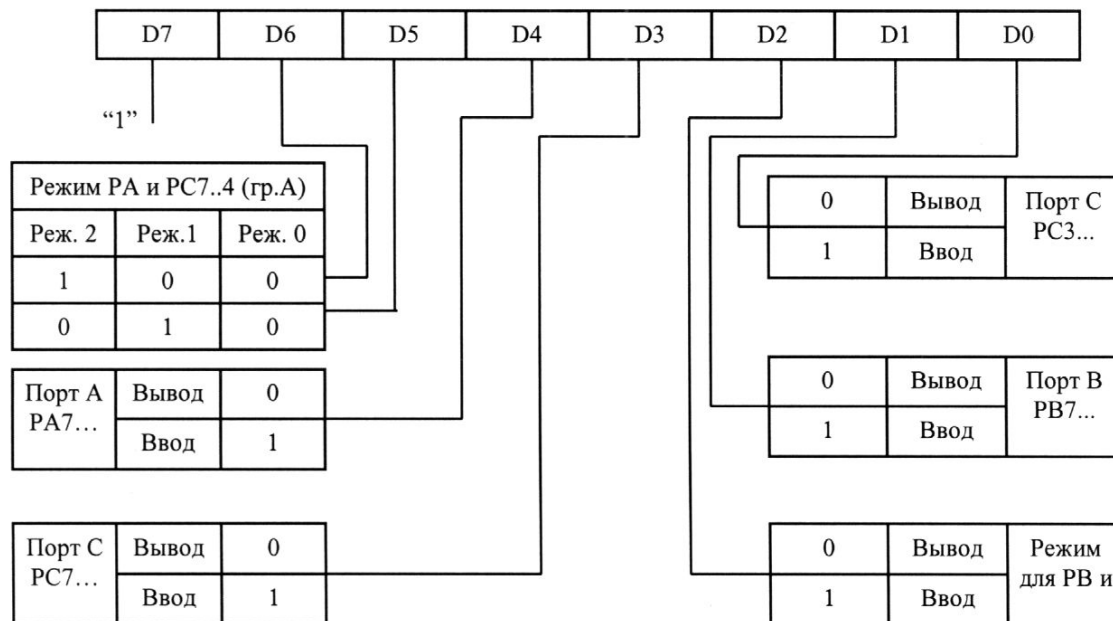 D7 D6 D5 D4 D3 D2 D1 D0
“1”
Режим PA и PC7..4 (гр.A)
Реж. 2 Реж.1 Реж. 0
1 0 0
0 1 0
Порт A
PA7…
Вывод 0
Ввод 1
Порт C
PC7…
Вывод 0
Ввод 1
0 Вывод
1 Ввод
Порт C
PC3...
0 Вывод
1 Ввод
Порт B
PB7...
0 Вывод
1 Ввод
Режим
для PB и